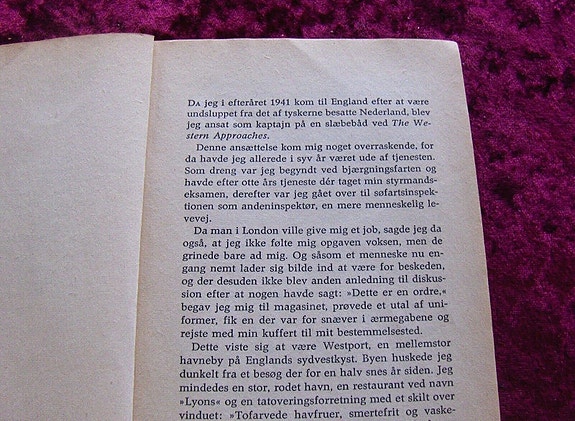 DA jeg i efteråret 1941 kom til England efter at være
undsluppet fra det af tyskerne besatte Nederland, blev
jeg ansat som kaptajn på en slæbebåd ved The We-
stern Approaches.
Denne ansættelse kom mig noget overraskende, for
da havde jeg allerede i syv år været ude af tjenesten.
Som dreng var jeg begyndt ved bjærgningsfarten og
havde efter otte års tjeneste dér taget min styrmands-
eksamen, derefter var jeg gået over til søfartsinspek-
tionen som andeninspektør, en mere menneskelig le-
vevej.
Da man i London ville give mig et job, sagde jeg da
også, at jeg ikke følte mig opgaven voksen, men de
grinede bare ad mig. Og såsom et menneske nu en-
gang nemt lader sig bilde ind at være for beskeden,
og der desuden ikke blev anden anledning til diskus-
sion efter at nogen havde sagt: »Dette er en ordre,«
begav jeg mig til magasinet, prøvede et utal af uni-
former, fik en der var for snæver i ærmegabene og
rejste med min kuffert til mit bestemmelsested.
Dette viste sig at være Westport, en mellemstor
havneby på Englands sydvestkyst. Byen huskede jeg
dunkelt fra et besøg der for en halv snes år siden. Jeg
mindedes en stor, rodet havn, en restaurant ved navn
»Lyons« og en tatoveringsforretning med et skilt over
vinduet: »Tofarvede havfruer, smertefrit og vaske-